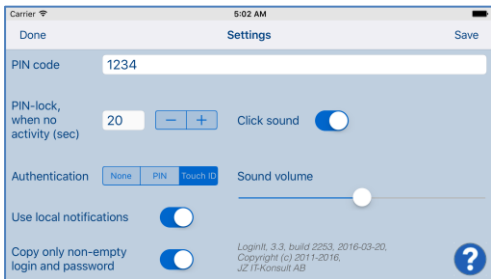 Carrier 5:02 AM
Done Settings Save
PIN code 1234
PIN-lock,
when no
activity (sec)
20 − + Click sound
Authentication None PIN Touch ID Sound volume
Use local notifications
Copy only non-empty
login and password
LoginIt, 3.3, build 2253, 2016-03-20,
Copyright (c) 2011-2016,
JZ IT-Konsult AB
?